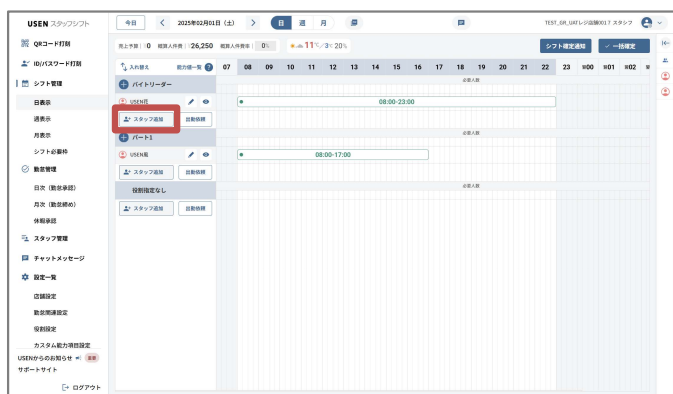 USEN スタッフシフト
今日 2025年02月01日 (土) 日 週 月 TEST_GR_UATレジ店舗0017 スタッフ
QRコード打刻
ID/パスワード打刻
シフト管理
日表示
週表示
月表示
シフト必要枠
勤怠管理
日次 (勤怠承認)
月次 (勤怠締め)
休暇承認
スタッフ管理
チャットメッセージ
設定一覧
店舗設定
勤怠関連設定
役割設定
カスタム能力項目設定
USENからのお知らせ 重要
サポートサイト
ログアウト
売上予算 : 0 概算人件費 : 26,250 概算人件費率 : 0% 11℃/3℃ 20% シフト確定通知 一括確定
入れ替え 能力値一覧 ? 07 08 09 10 11 12 13 14 15 16 17 18 19 20 21 22 23 翌00 翌01 翌02 翌
バイトリーダー 必要人数
USEN花 08:00-23:00
スタッフ追加 出勤依頼
パート1 必要人数
USEN風 08:00-17:00
スタッフ追加 出勤依頼
役割指定なし 必要人数
スタッフ追加 出勤依頼